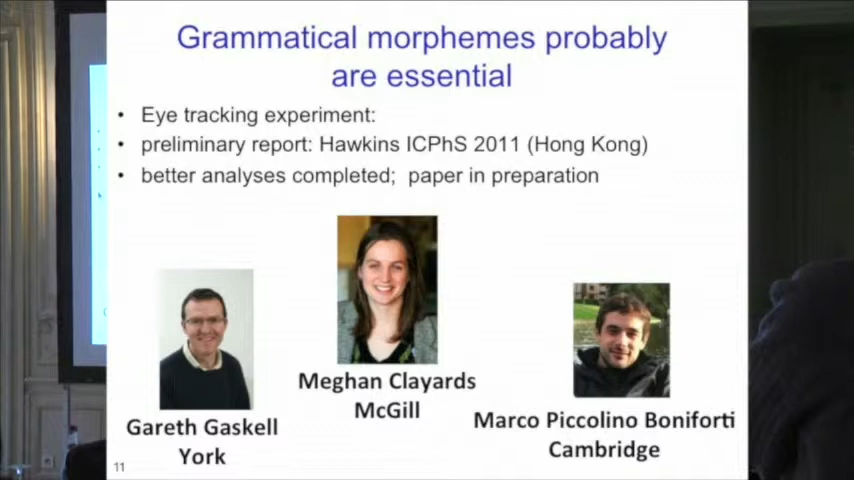 Grammatical morphemes probably
are essential
• Eye tracking experiment:
• preliminary report: Hawkins ICPhS 2011 (Hong Kong)
• better analyses completed; paper in preparation
Meghan Clayards
McGill
Gareth Gaskell
York
Marco Piccolino Boniforti
Cambridge
11